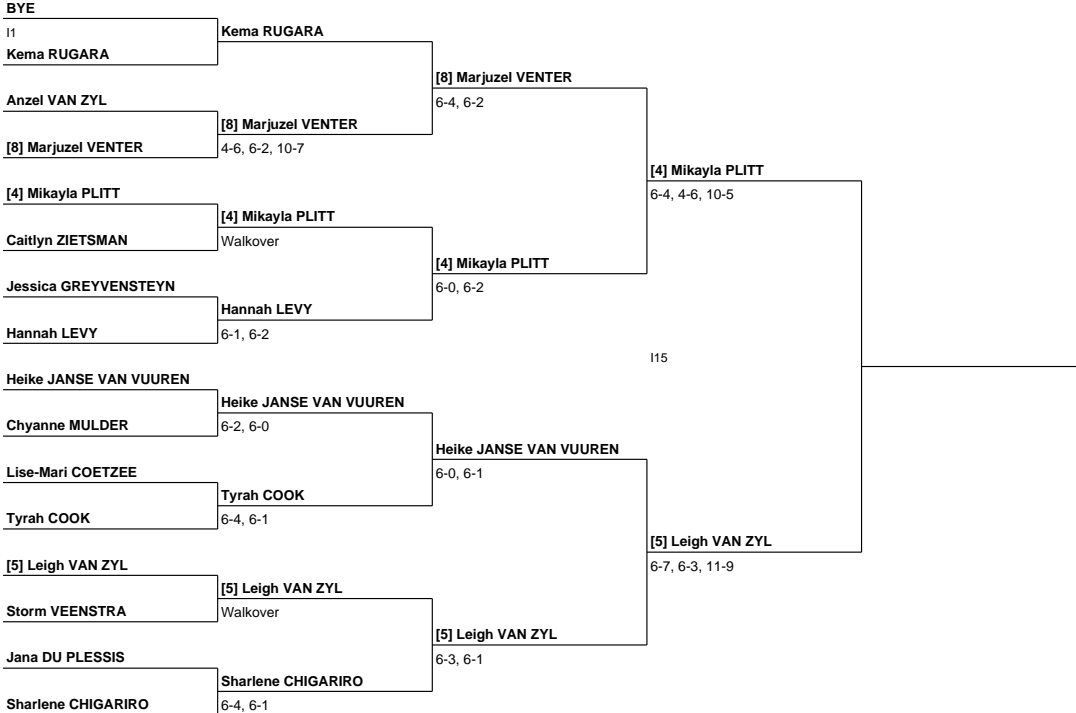 BYE
I1
Kema RUGARA
Kema RUGARA
[8] Marjuzel VENTER
6-4, 6-2
Anzel VAN ZYL
[8] Marjuzel VENTER
[8] Marjuzel VENTER
4-6, 6-2, 10-7
[4] Mikayla PLITT
6-4, 4-6, 10-5
[4] Mikayla PLITT
[4] Mikayla PLITT
Caitlyn ZIETSMAN
Walkover
[4] Mikayla PLITT
6-0, 6-2
Jessica GREYVENSTEYN
Hannah LEVY
Hannah LEVY
6-1, 6-2
I15
Heike JANSE VAN VUUREN
Heike JANSE VAN VUUREN
Chyanne MULDER
6-2, 6-0
Heike JANSE VAN VUUREN
6-0, 6-1
Lise-Mari COETZEE
Tyrah COOK
Tyrah COOK
6-4, 6-1
[5] Leigh VAN ZYL
6-7, 6-3, 11-9
[5] Leigh VAN ZYL
[5] Leigh VAN ZYL
Storm VEENSTRA
Walkover
[5] Leigh VAN ZYL
6-3, 6-1
Jana DU PLESSIS
Sharlene CHIGARIRO
Sharlene CHIGARIRO
6-4, 6-1